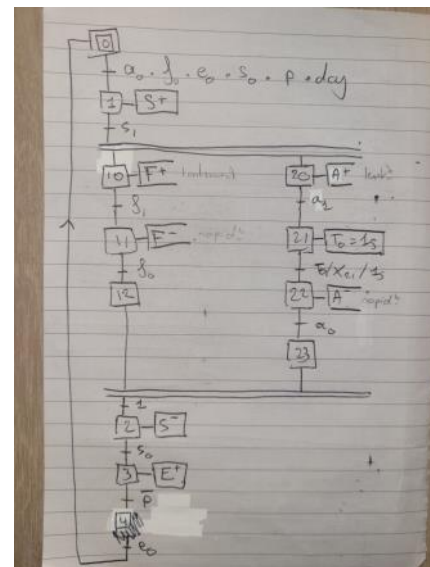 0
a₀ . f₀ . e₀ . s₀ . p . dcy
1 S+
s₁
10 F+
20 A+
f₁
a₁
11 F-
21 T₀=1s
f₀
T₀/X₂₁/1s
12
22 A-
a₀
23
1
2 S-
s₀
3 E+
p̄
4
e₀